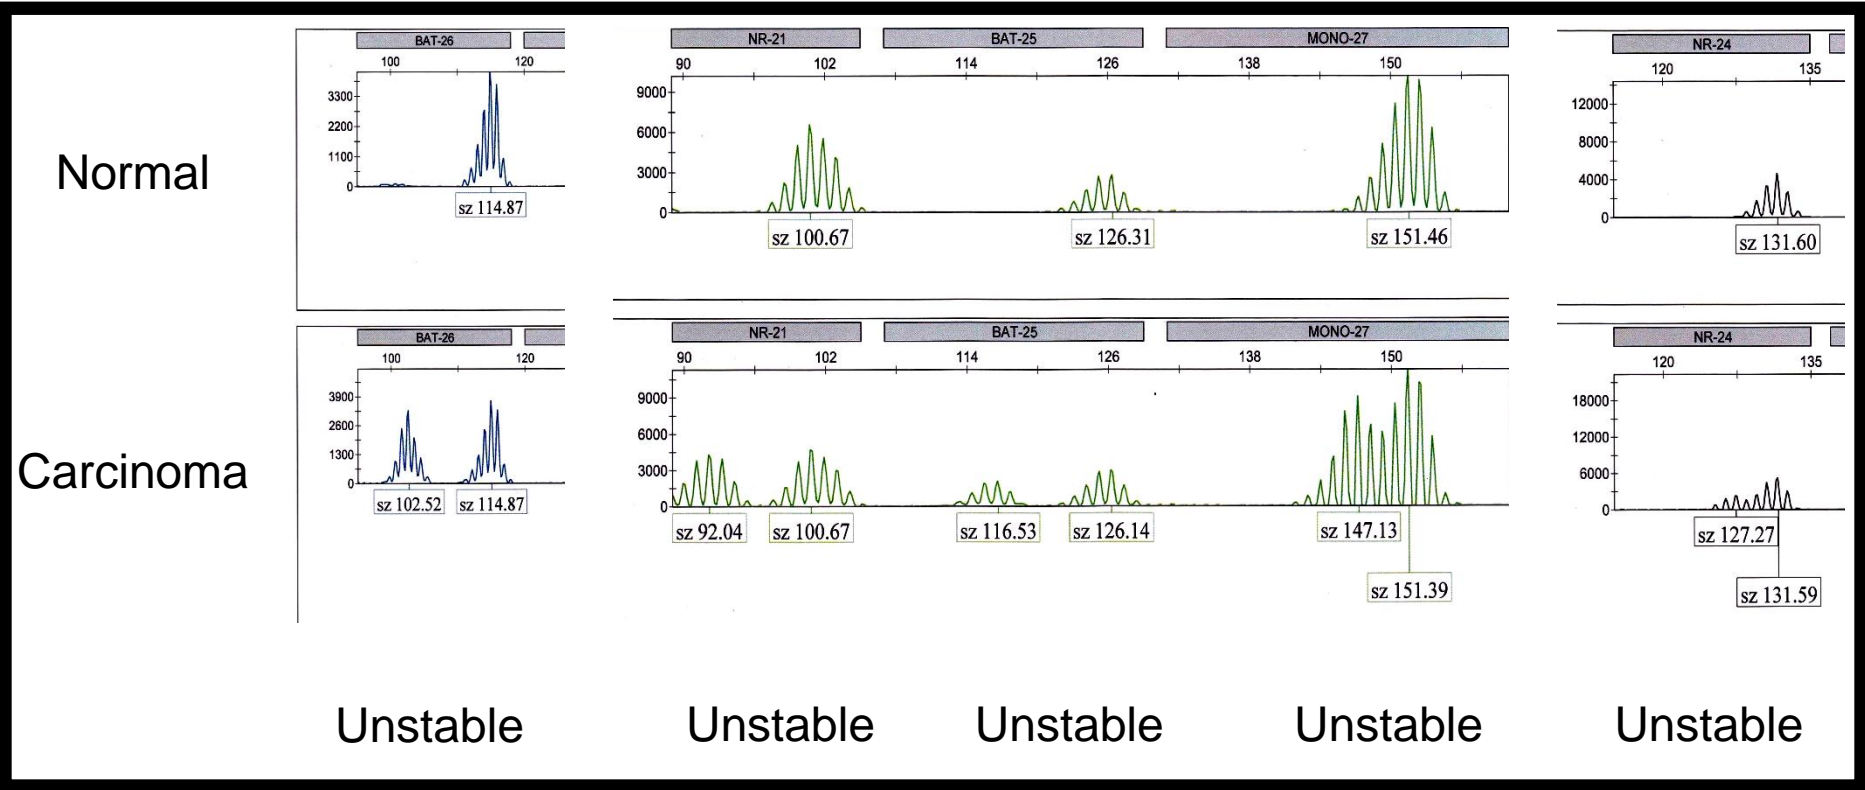 BAT-26
100 120
3300
2200
1100
0
sz 114.87
NR-21 BAT-25 MONO-27
90 102 114 126 138 150
9000
6000
3000
0
sz 100.67 sz 126.31 sz 151.46
NR-24
120 135
12000
8000
4000
0
sz 131.60
Normal
BAT-26
100 120
3900
2600
1300
0
sz 102.52 sz 114.87
NR-21 BAT-25 MONO-27
90 102 114 126 138 150
9000
6000
3000
0
sz 92.04 sz 100.67 sz 116.53 sz 126.14 sz 147.13
sz 151.39
NR-24
120 135
18000
12000
6000
0
sz 127.27
sz 131.59
Carcinoma
Unstable Unstable Unstable Unstable Unstable